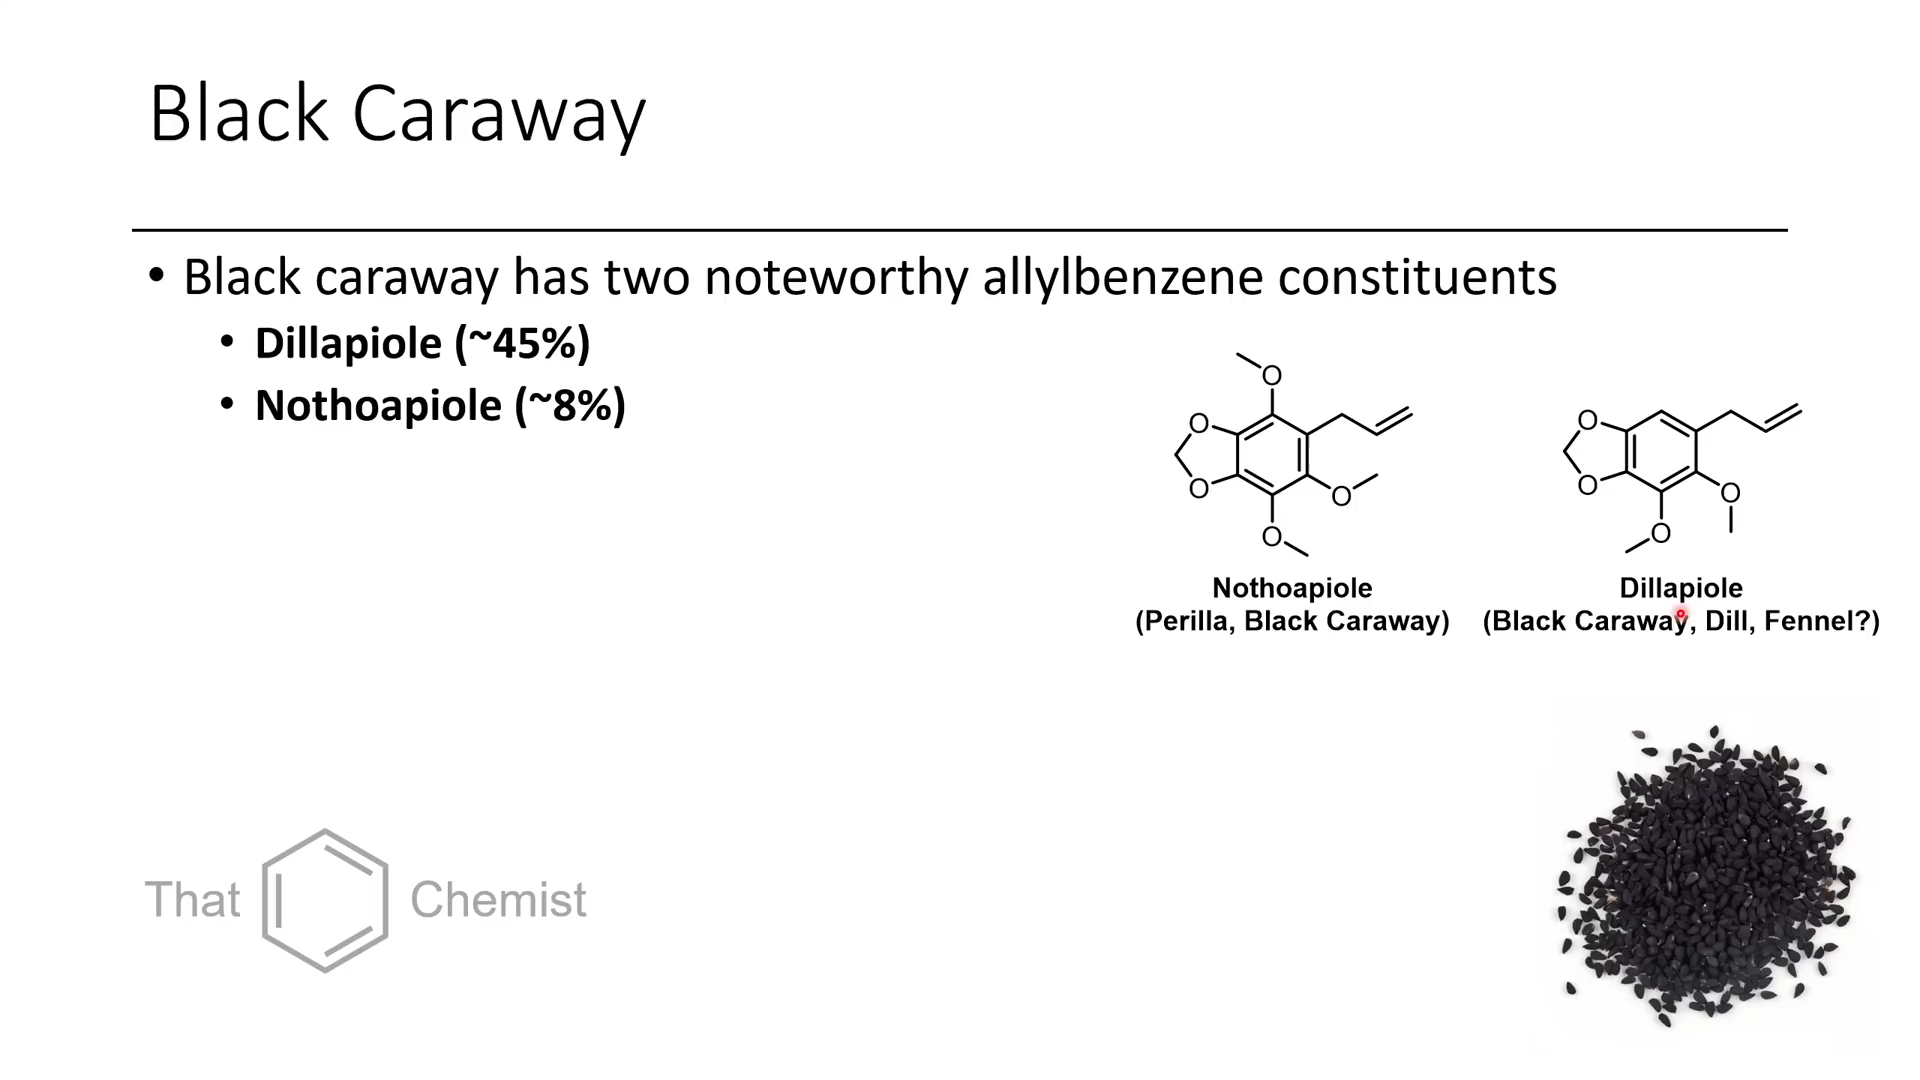 Black Caraway
• Black caraway has two noteworthy allylbenzene constituents
• Dillapiole (~45%)
• Nothoapiole (~8%)
O
O
O
O
O
Nothoapiole
(Perilla, Black Caraway)
O
O
O
O
Dillapiole
(Black Caraway, Dill, Fennel?)
That Chemist